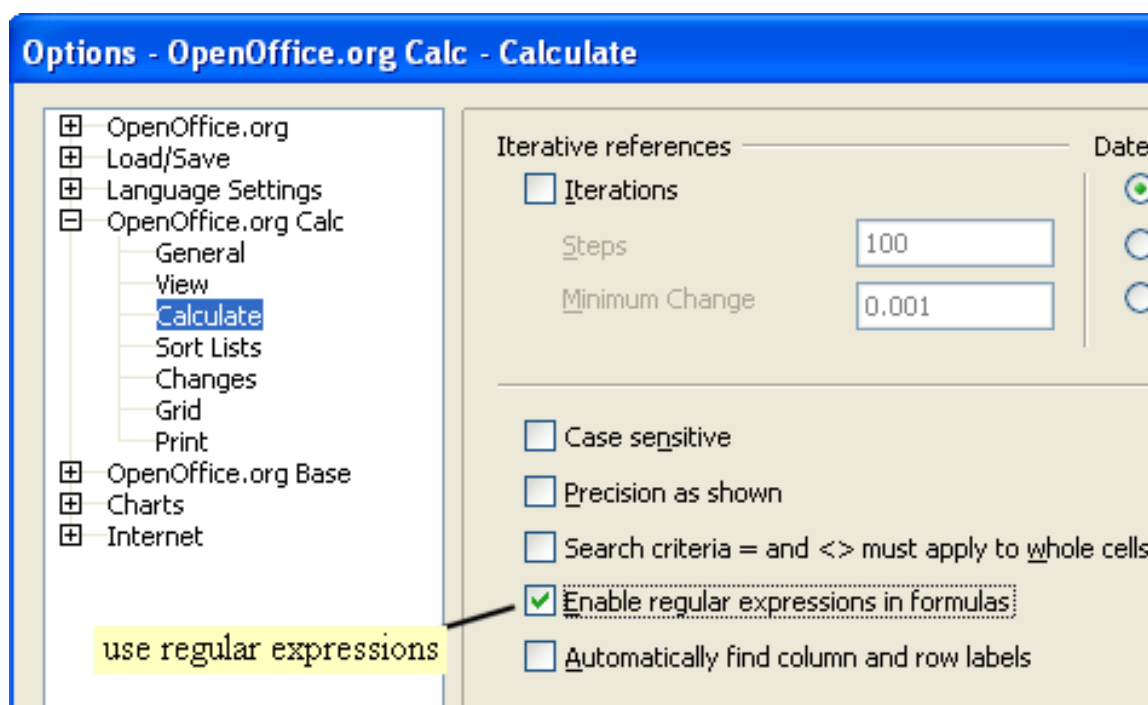 Options - OpenOffice.org Calc - Calculate
OpenOffice.org
Load/Save
Language Settings
OpenOffice.org Calc
General
View
Calculate
Sort Lists
Changes
Grid
Print
OpenOffice.org Base
Charts
Internet
Iterative references
Date
Iterations
Steps
100
Minimum Change
0.001
Case sensitive
Precision as shown
Search criteria = and <> must apply to whole cells
Enable regular expressions in formulas
Automatically find column and row labels
use regular expressions